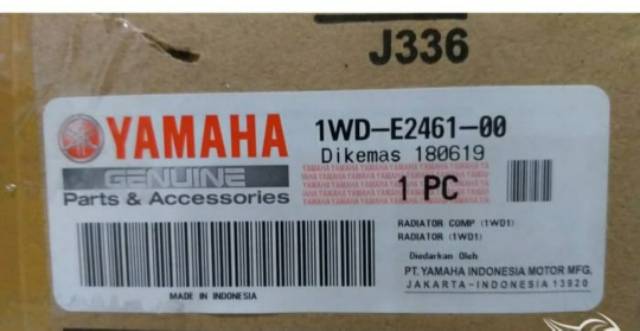 J336
YAMAHA
GENUINE
Parts & Accessories
1WD-E2461-00
Dikemas 180619
1 PC
RADIATOR COMP (1WD1)
RADIATOR (1WD1)
Diedarkan Oleh
PT. YAMAHA INDONESIA MOTOR MFG.
JAKARTA-INDONESIA 13920
MADE IN INDONESIA